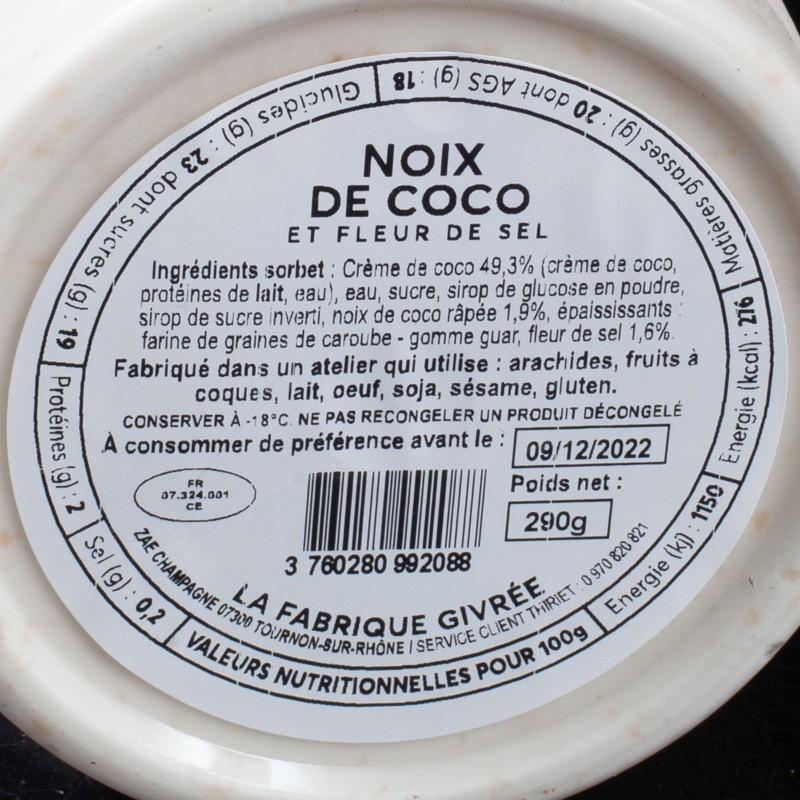 NOIX
DE COCO
ET FLEUR DE SEL
Ingrédients sorbet : Crème de coco 49,3% (crème de coco,
protéines de lait, eau), eau, sucre, sirop de glucose en poudre,
sirop de sucre inverti, noix de coco râpée 1,9%, épaississants :
farine de graines de caroube - gomme guar, fleur de sel 1,6%.
Fabriqué dans un atelier qui utilise : arachides, fruits à
coques, lait, oeuf, soja, sésame, gluten.
CONSERVER À -18°C. NE PAS RECONGELER UN PRODUIT DÉCONGELÉ
À consommer de préférence avant le : 09/12/2022
FR
07.324.001
CE
Poids net :
290g
3 760280 992088
LA FABRIQUE GIVRÉE
ZAE CHAMPAGNE 07300 TOURNON-SUR-RHÔNE / SERVICE CLIENT THIRIET : 0 970 820 821
VALEURS NUTRITIONNELLES POUR 100g
Energie (kj) : 1150
Energie (kcal) : 276
Matières grasses (g) : 20 dont AGS (g) : 18
Glucides (g) : 23 dont sucres (g) : 19
Protéines (g) : 2
Sel (g) : 0,2